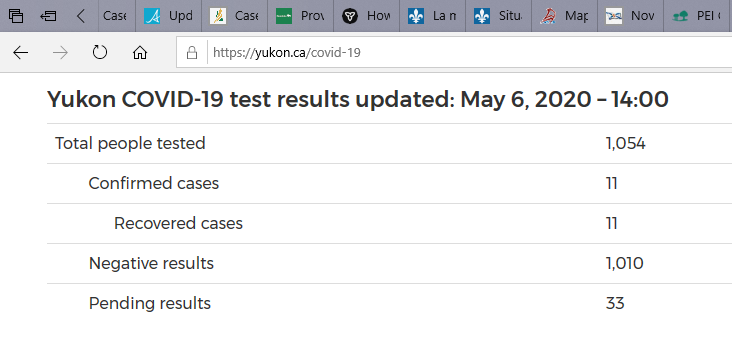 Case
Upd
Case
Prov
How
La n
Situ
Map
Nov
PEI
https://yukon.ca/covid-19
Yukon COVID-19 test results updated: May 6, 2020 – 14:00
Total people tested 1,054
Confirmed cases 11
Recovered cases 11
Negative results 1,010
Pending results 33